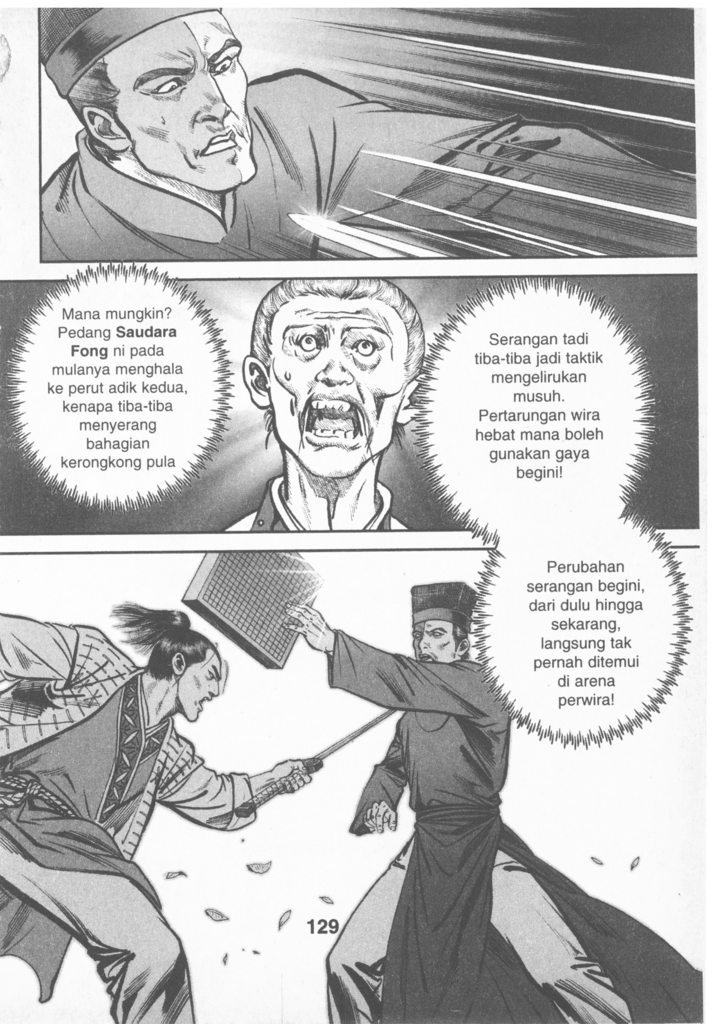 Mana mungkin?
Pedang Saudara
Fong ni pada
mulanya menghala
ke perut adik kedua,
kenapa tiba-tiba
menyerang
bahagian
kerongkong pula
Serangan tadi
tiba-tiba jadi taktik
mengelirukan
musuh.
Pertarungan wira
hebat mana boleh
gunakan gaya
begini!
Perubahan
serangan begini,
dari dulu hingga
sekarang,
langsung tak
pernah ditemui
di arena
perwira!
129